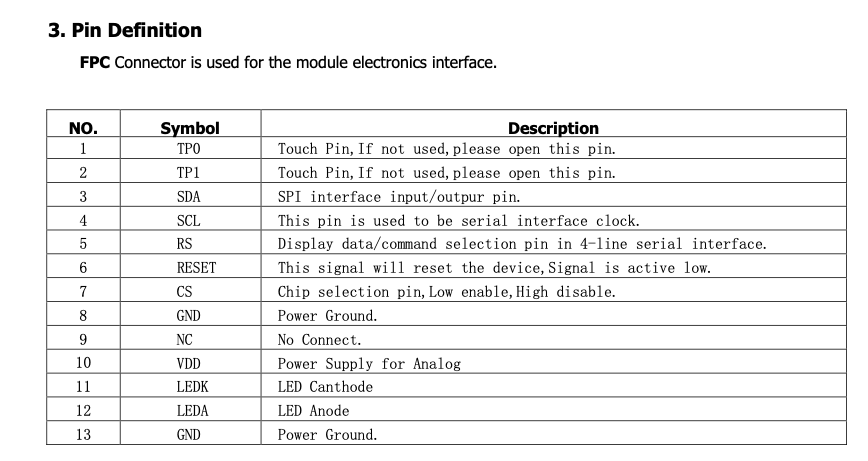 3. Pin Definition
FPC Connector is used for the module electronics interface.
NO. Symbol Description
1 TP0 Touch Pin,If not used,please open this pin.
2 TP1 Touch Pin,If not used,please open this pin.
3 SDA SPI interface input/outpur pin.
4 SCL This pin is used to be serial interface clock.
5 RS Display data/command selection pin in 4-line serial interface.
6 RESET This signal will reset the device,Signal is active low.
7 CS Chip selection pin,Low enable,High disable.
8 GND Power Ground.
9 NC No Connect.
10 VDD Power Supply for Analog
11 LEDK LED Canthode
12 LEDA LED Anode
13 GND Power Ground.